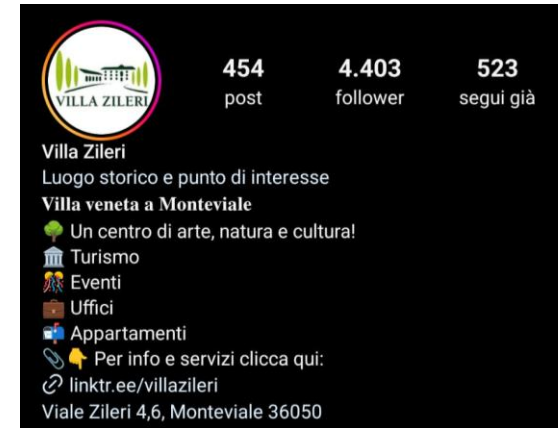 VILLA ZILERI
454 4.403 523
post follower segui già
Villa Zileri
Luogo storico e punto di interesse
Villa veneta a Monteviale
🌳 Un centro di arte, natura e cultura!
🏛️ Turismo
🎊 Eventi
💼 Uffici
📬 Appartamenti
📎👇 Per info e servizi clicca qui:
linktr.ee/villazileri
Viale Zileri 4,6, Monteviale 36050